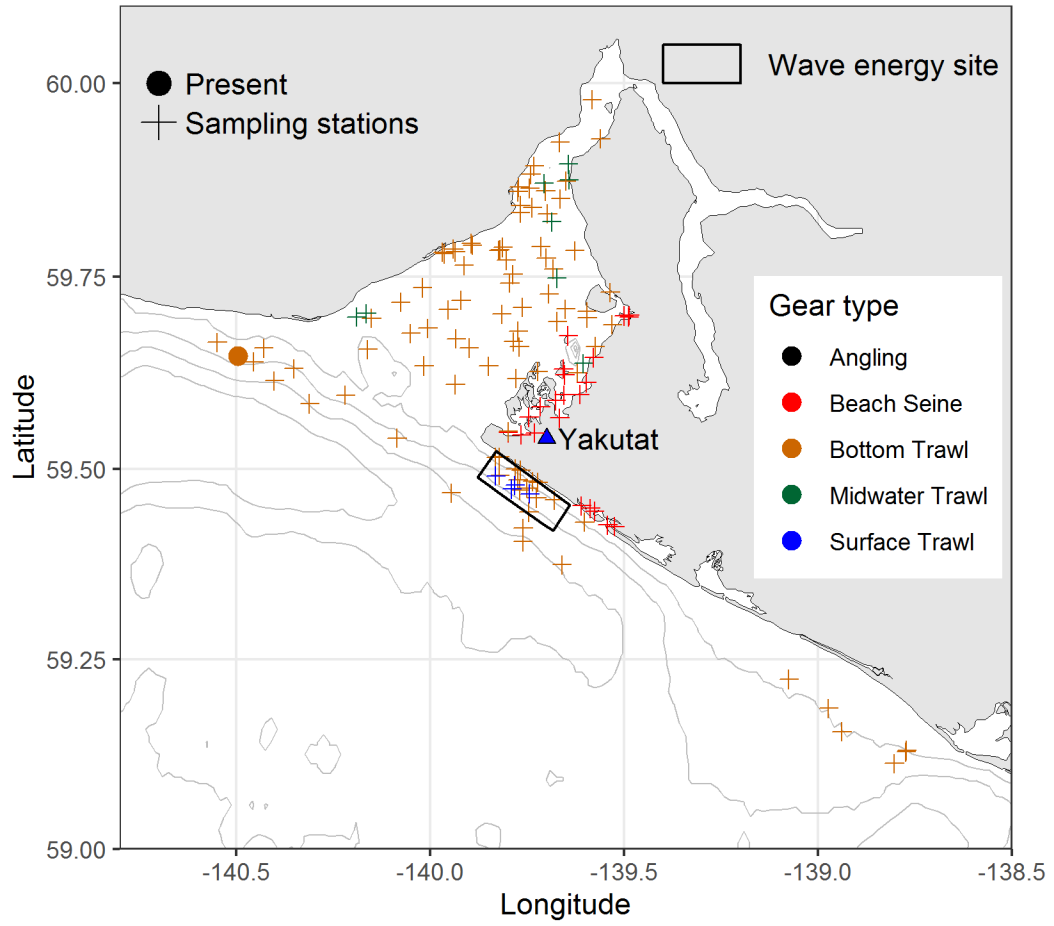 Present
Sampling stations
Wave energy site
Yakutat
Gear type
Angling
Beach Seine
Bottom Trawl
Midwater Trawl
Surface Trawl
Latitude
60.00
59.75
59.50
59.25
59.00
-140.5
-140.0
-139.5
-139.0
-138.5
Longitude